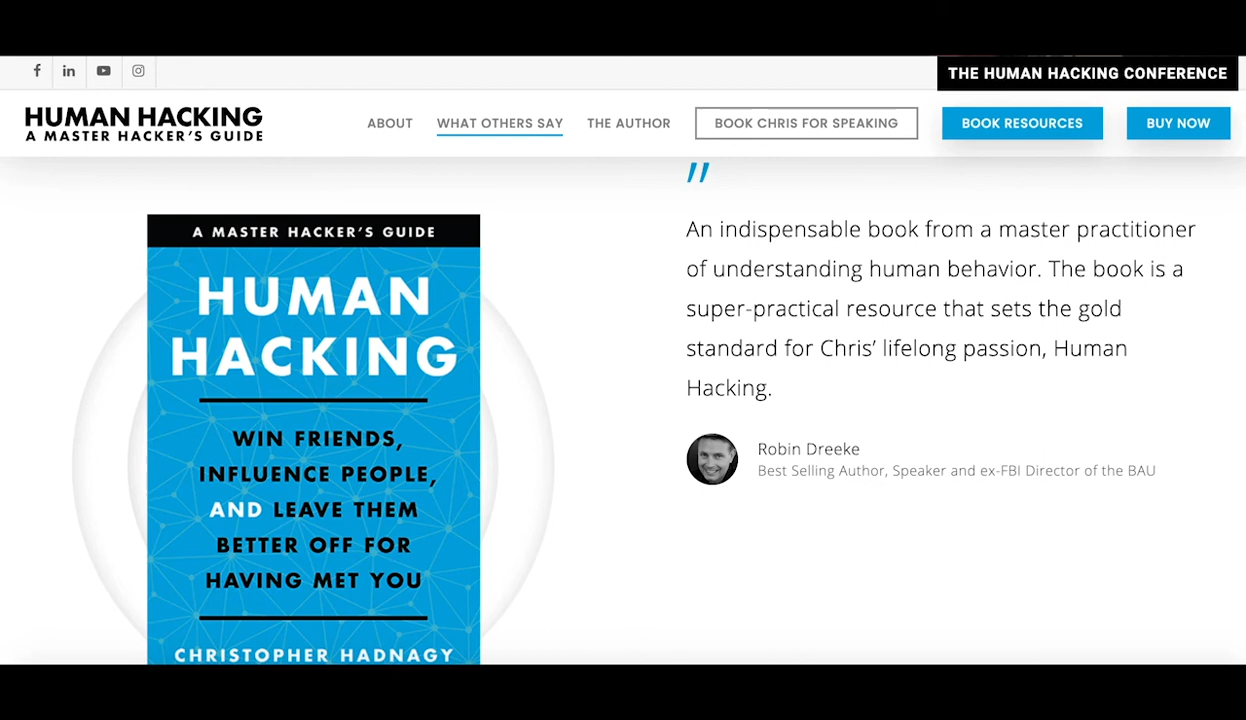 THE HUMAN HACKING CONFERENCE
HUMAN HACKING
A MASTER HACKER'S GUIDE
ABOUT
WHAT OTHERS SAY
THE AUTHOR
BOOK CHRIS FOR SPEAKING
BOOK RESOURCES
BUY NOW
A MASTER HACKER'S GUIDE
HUMAN
HACKING
WIN FRIENDS,
INFLUENCE PEOPLE,
AND LEAVE THEM
BETTER OFF FOR
HAVING MET YOU
CHRISTOPHER HADNAGY
"
An indispensable book from a master practitioner
of understanding human behavior. The book is a
super-practical resource that sets the gold
standard for Chris’ lifelong passion, Human
Hacking.
Robin Dreeke
Best Selling Author, Speaker and ex-FBI Director of the BAU